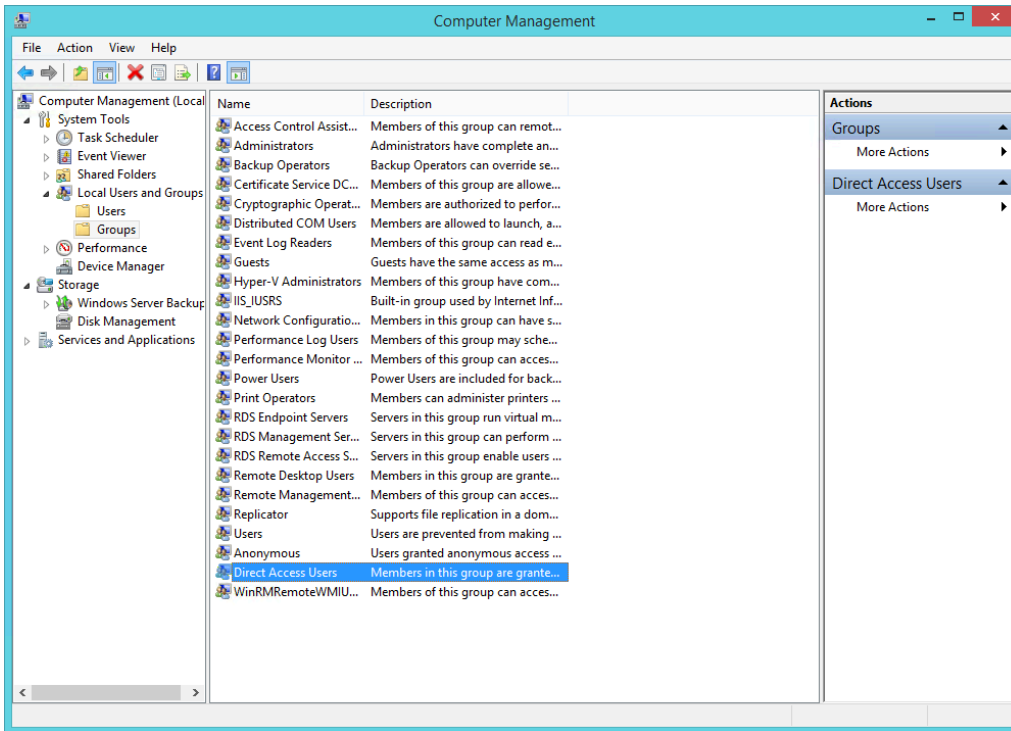 Computer Management
File Action View Help
Computer Management (Local
System Tools
Task Scheduler
Event Viewer
Shared Folders
Local Users and Groups
Users
Groups
Performance
Device Manager
Storage
Windows Server Backup
Disk Management
Services and Applications
Name Description
Access Control Assist... Members of this group can remot...
Administrators Administrators have complete an...
Backup Operators Backup Operators can override se...
Certificate Service DC... Members of this group are allowe...
Cryptographic Operat... Members are authorized to perfor...
Distributed COM Users Members are allowed to launch, a...
Event Log Readers Members of this group can read e...
Guests Guests have the same access as m...
Hyper-V Administrators Members of this group have com...
IIS_IUSRS Built-in group used by Internet Inf...
Network Configuratio... Members in this group can have s...
Performance Log Users Members of this group may sche...
Performance Monitor ... Members of this group can acces...
Power Users Power Users are included for back...
Print Operators Members can administer printers ...
RDS Endpoint Servers Servers in this group run virtual m...
RDS Management Ser... Servers in this group can perform ...
RDS Remote Access S... Servers in this group enable users ...
Remote Desktop Users Members in this group are grante...
Remote Management... Members of this group can acces...
Replicator Supports file replication in a dom...
Users Users are prevented from making ...
Anonymous Users granted anonymous access ...
Direct Access Users Members in this group are grante...
WinRMRemoteWMIU... Members of this group can acces...
Actions
Groups
More Actions
Direct Access Users
More Actions